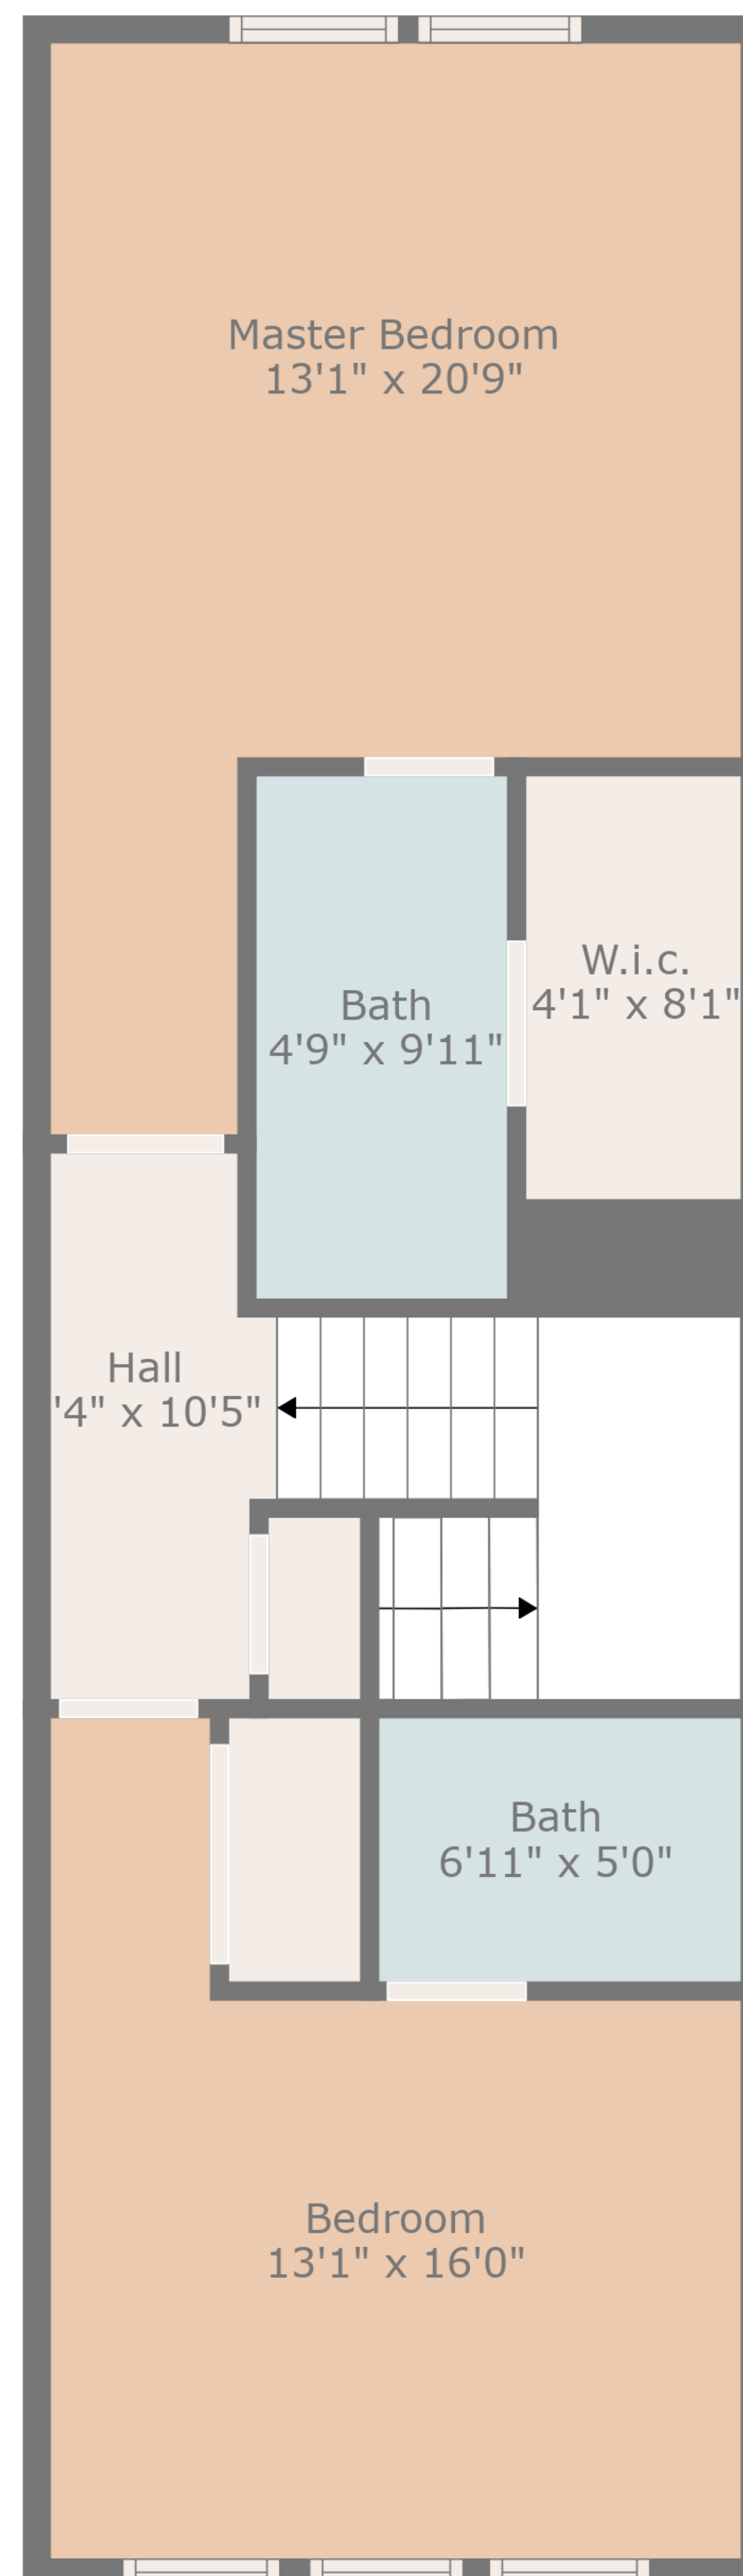 Master Bedroom
13'1" x 20'9"
W.i.c.
4'1" x 8'1"
Bath
4'9" x 9'11"
Hall
'4" x 10'5"
Bath
6'11" x 5'0"
Bedroom
13'1" x 16'0"